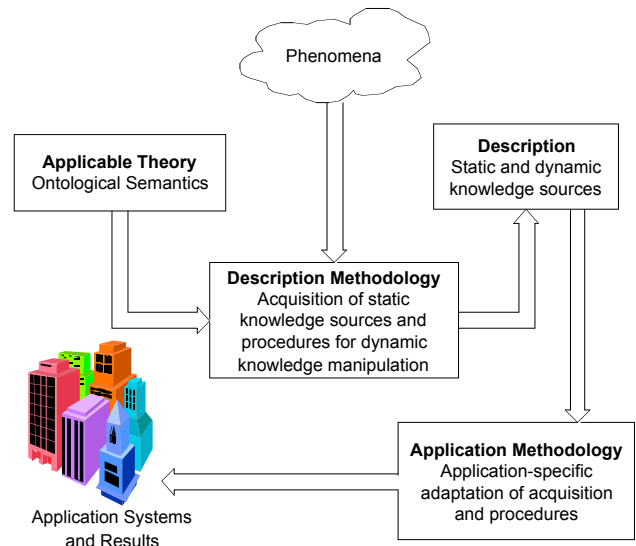 Phenomena
Applicable Theory
Ontological Semantics
Description
Static and dynamic
knowledge sources
Description Methodology
Acquisition of static
knowledge sources and
procedures for dynamic
knowledge manipulation
Application Methodology
Application-specific
adaptation of acquisition
and procedures
Application Systems
and Results